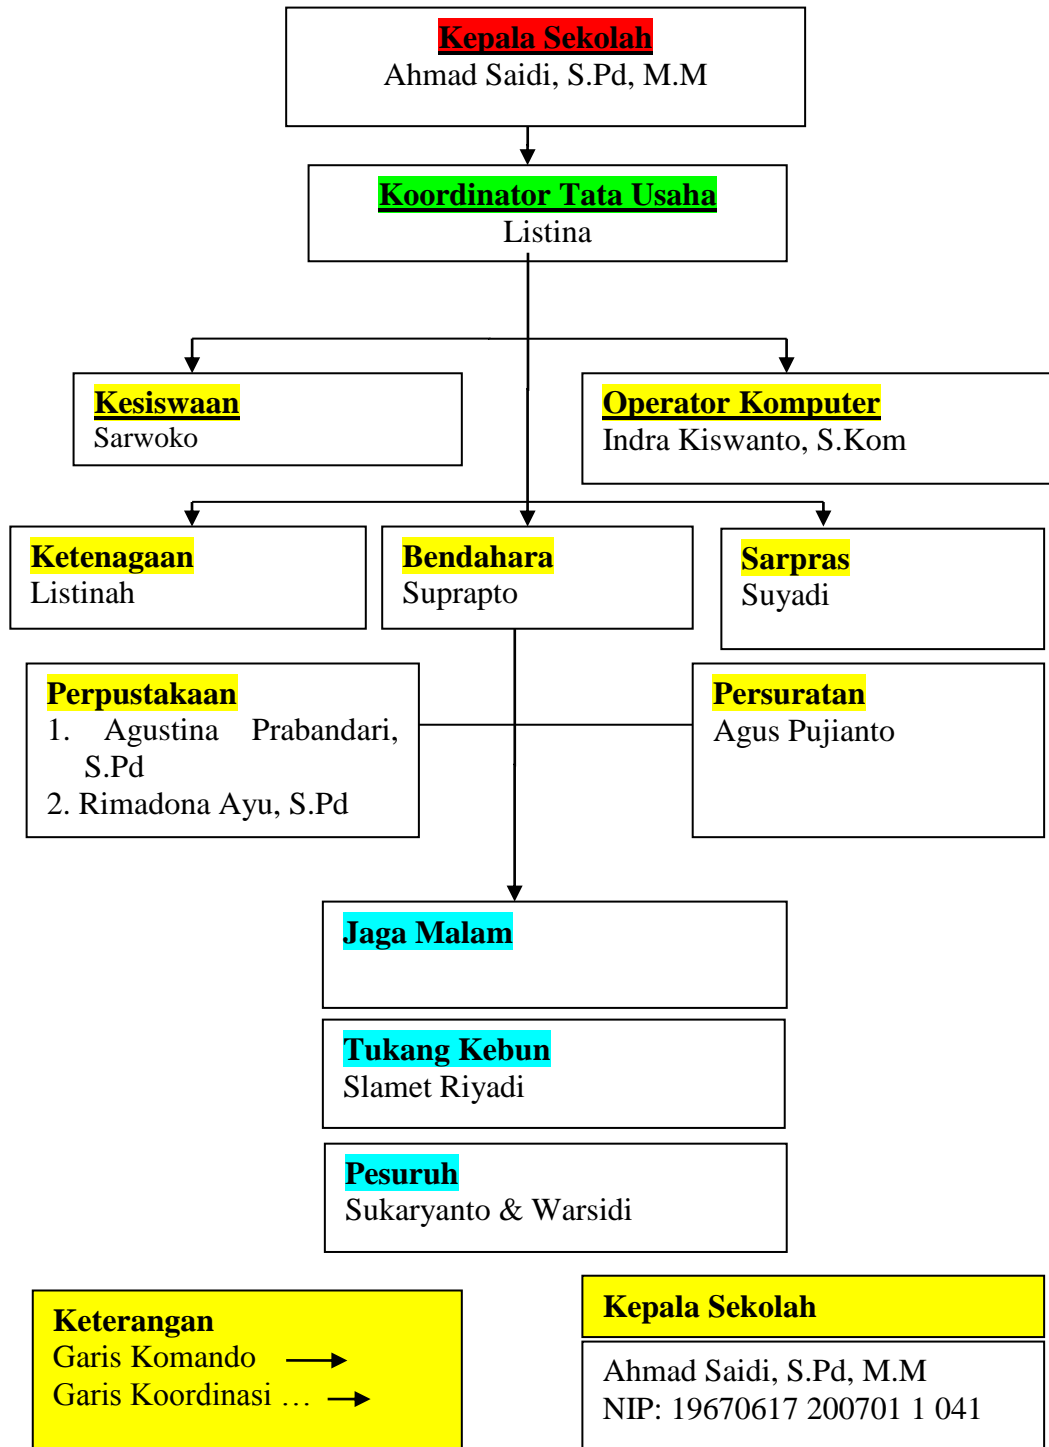 Kepala Sekolah
Ahmad Saidi, S.Pd, M.M
Koordinator Tata Usaha
Listina
Kesiswaan
Sarwoko
Operator Komputer
Indra Kiswanto, S.Kom
Ketenagaan
Listinah
Bendahara
Suprapto
Sarpras
Suyadi
Perpustakaan
1. Agustina Prabandari,
S.Pd
2. Rimadona Ayu, S.Pd
Persuratan
Agus Pujianto
Jaga Malam
Tukang Kebun
Slamet Riyadi
Pesuruh
Sukaryanto & Warsidi
Keterangan
Garis Komando
Garis Koordinasi …
Kepala Sekolah
Ahmad Saidi, S.Pd, M.M
NIP: 19670617 200701 1 041